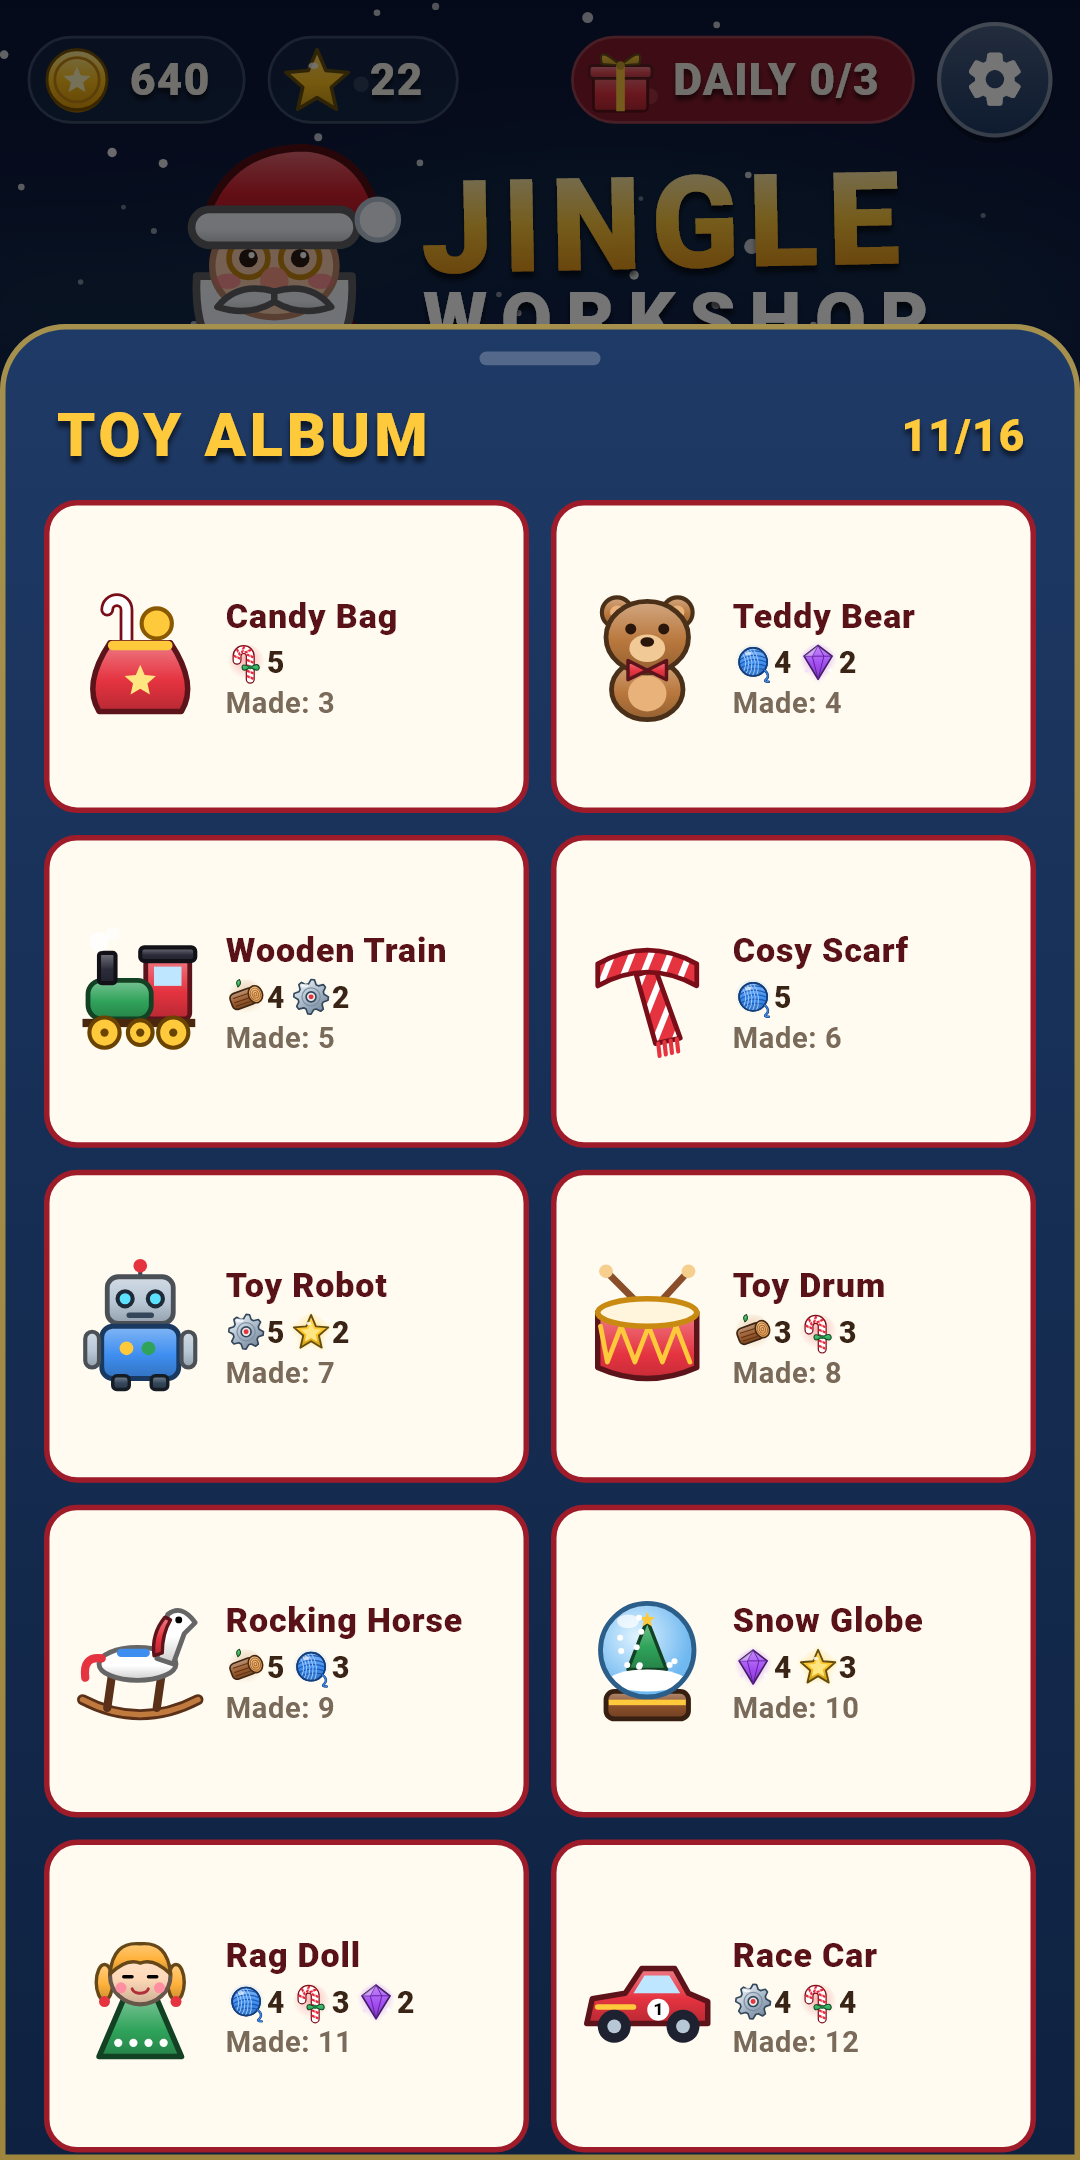 640
22
DAILY 0/3
JINGLE
WORKSHOP
TOY ALBUM
11/16
Candy Bag
5
Made: 3
Teddy Bear
4 2
Made: 4
Wooden Train
4 2
Made: 5
Cosy Scarf
5
Made: 6
Toy Robot
5 2
Made: 7
Toy Drum
3 3
Made: 8
Rocking Horse
5 3
Made: 9
Snow Globe
4 3
Made: 10
Rag Doll
4 3 2
Made: 11
1
Race Car
4 4
Made: 12